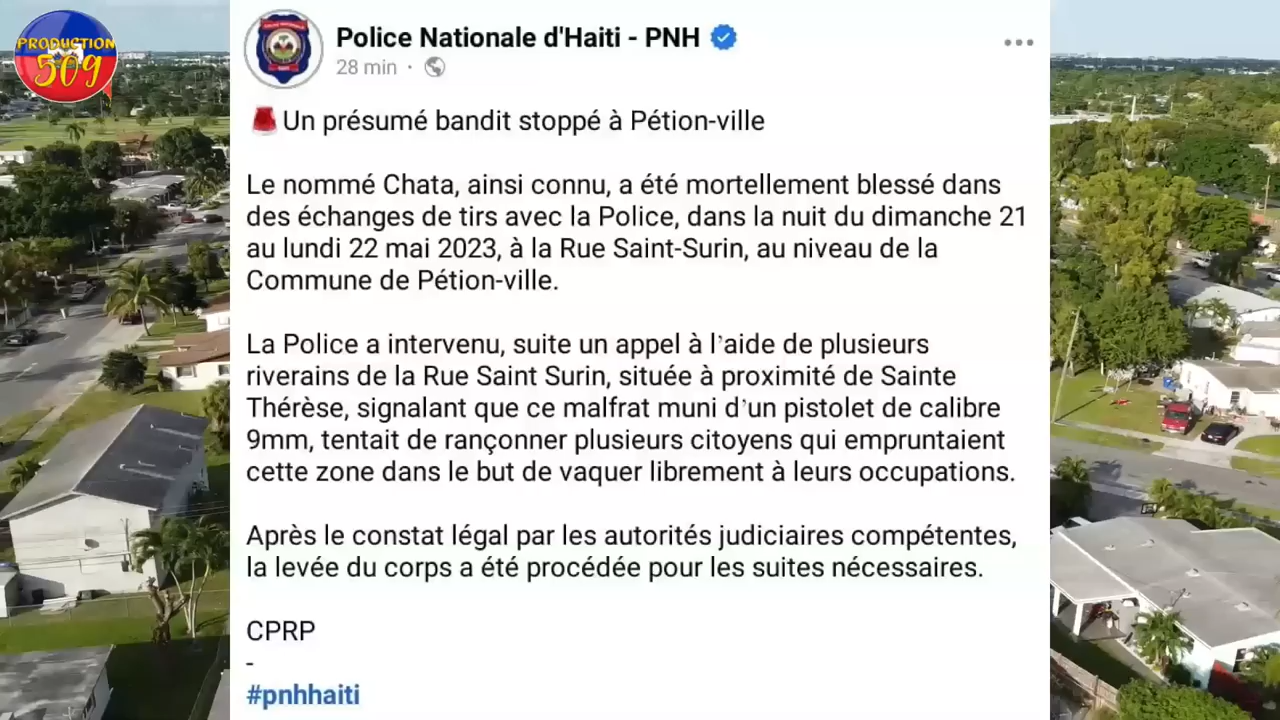 PRODUCTION
509
Police Nationale d'Haiti - PNH
28 min ·
Un présumé bandit stoppé à Pétion-ville
Le nommé Chata, ainsi connu, a été mortellement blessé dans
des échanges de tirs avec la Police, dans la nuit du dimanche 21
au lundi 22 mai 2023, à la Rue Saint-Surin, au niveau de la
Commune de Pétion-ville.
La Police a intervenu, suite un appel à l’aide de plusieurs
riverains de la Rue Saint Surin, située à proximité de Sainte
Thérèse, signalant que ce malfrat muni d’un pistolet de calibre
9mm, tentait de rançonner plusieurs citoyens qui empruntaient
cette zone dans le but de vaquer librement à leurs occupations.
Après le constat légal par les autorités judiciaires compétentes,
la levée du corps a été procédée pour les suites nécessaires.
CPRP
-
#pnhhaiti